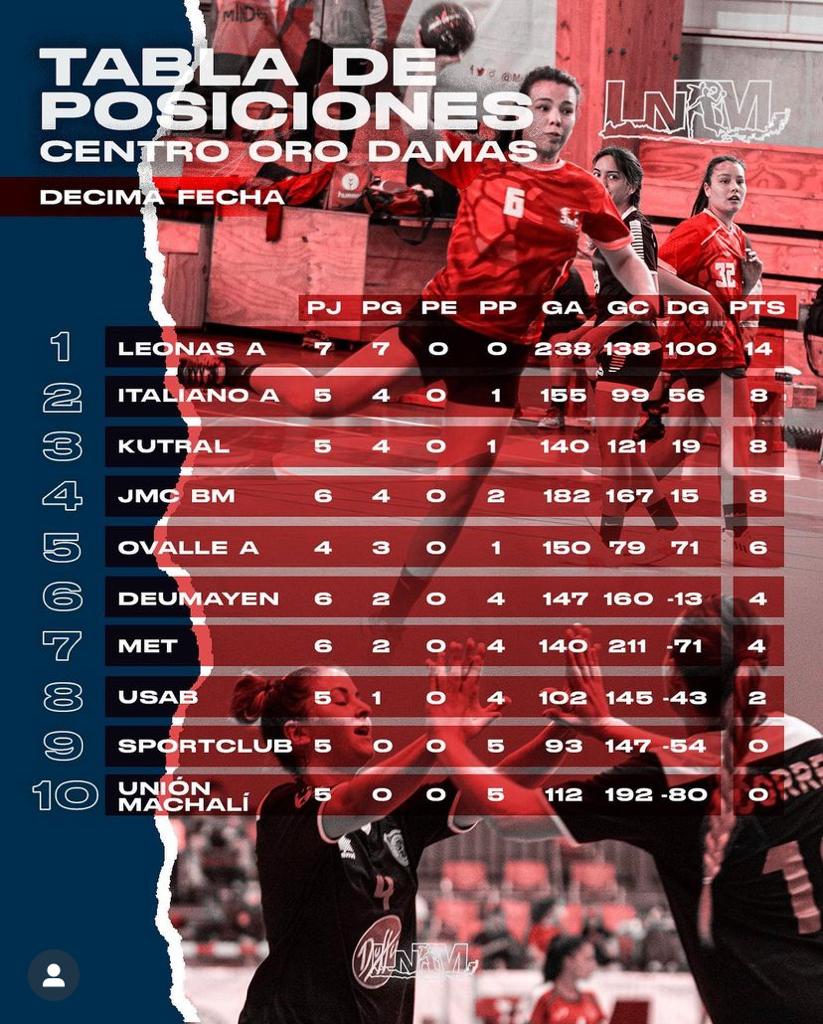 TABLA DE
POSICIONES
CENTRO ORO DAMAS
DECIMA FECHA
LNM
6
32
PJ PG PE PP GA GC DG PTS
1 LEONAS A 7 7 0 0 238 138 100 14
2 ITALIANO A 5 4 0 1 155 99 56 8
3 KUTRAL 5 4 0 1 140 121 19 8
4 JMC BM 6 4 0 2 182 167 15 8
5 OVALLE A 4 3 0 1 150 79 71 6
6 DEUMAYEN 6 2 0 4 147 160 -13 4
7 MET 6 2 0 4 140 211 -71 4
8 USAB 5 1 0 4 102 145 -43 2
9 SPORTCLUB 5 0 0 5 93 147 -54 0
10 UNIÓN
MACHALÍ 5 0 0 5 112 192 -80 0
4
LNM